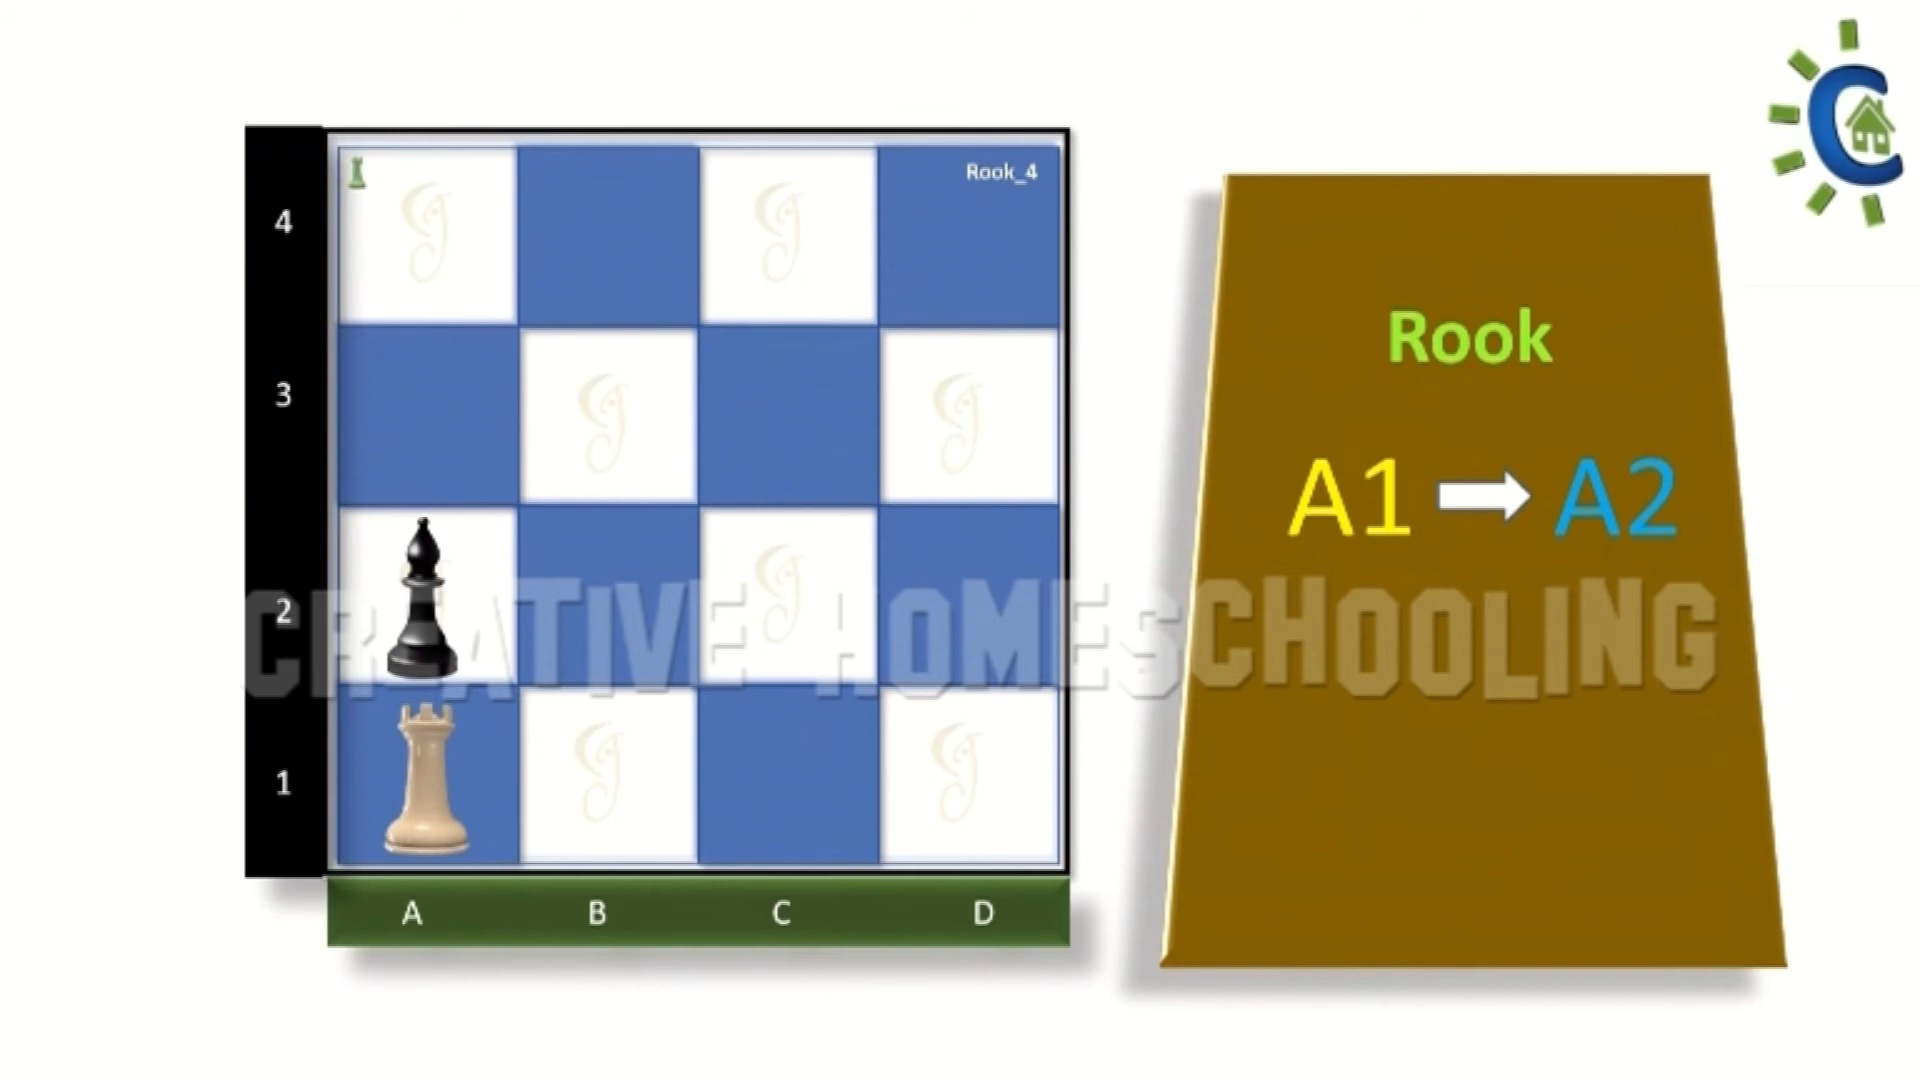 4
Rook_4
3
2
1
A B C D
Rook
A1 A2
CREATIVE HOMESCHOOLING
C